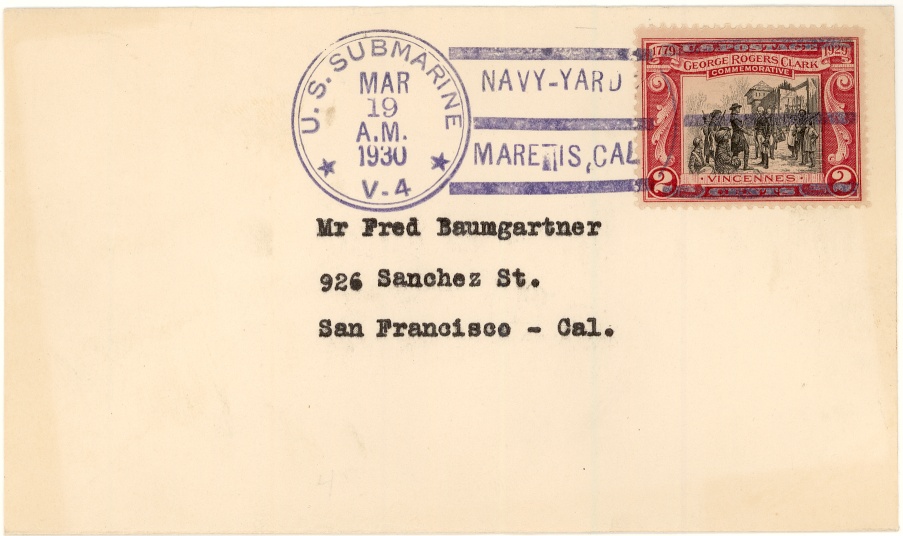 U.S. SUBMARINE
MAR
19
A.M.
1930
V-4
NAVY-YARD
MARE IS, CAL
1779 U.S. POSTAGE 1929
GEORGE ROGERS CLARK
COMMEMORATIVE
VINCENNES
2 CENTS 2
Mr Fred Baumgartner
926 Sanchez St.
San Francisco - Cal.